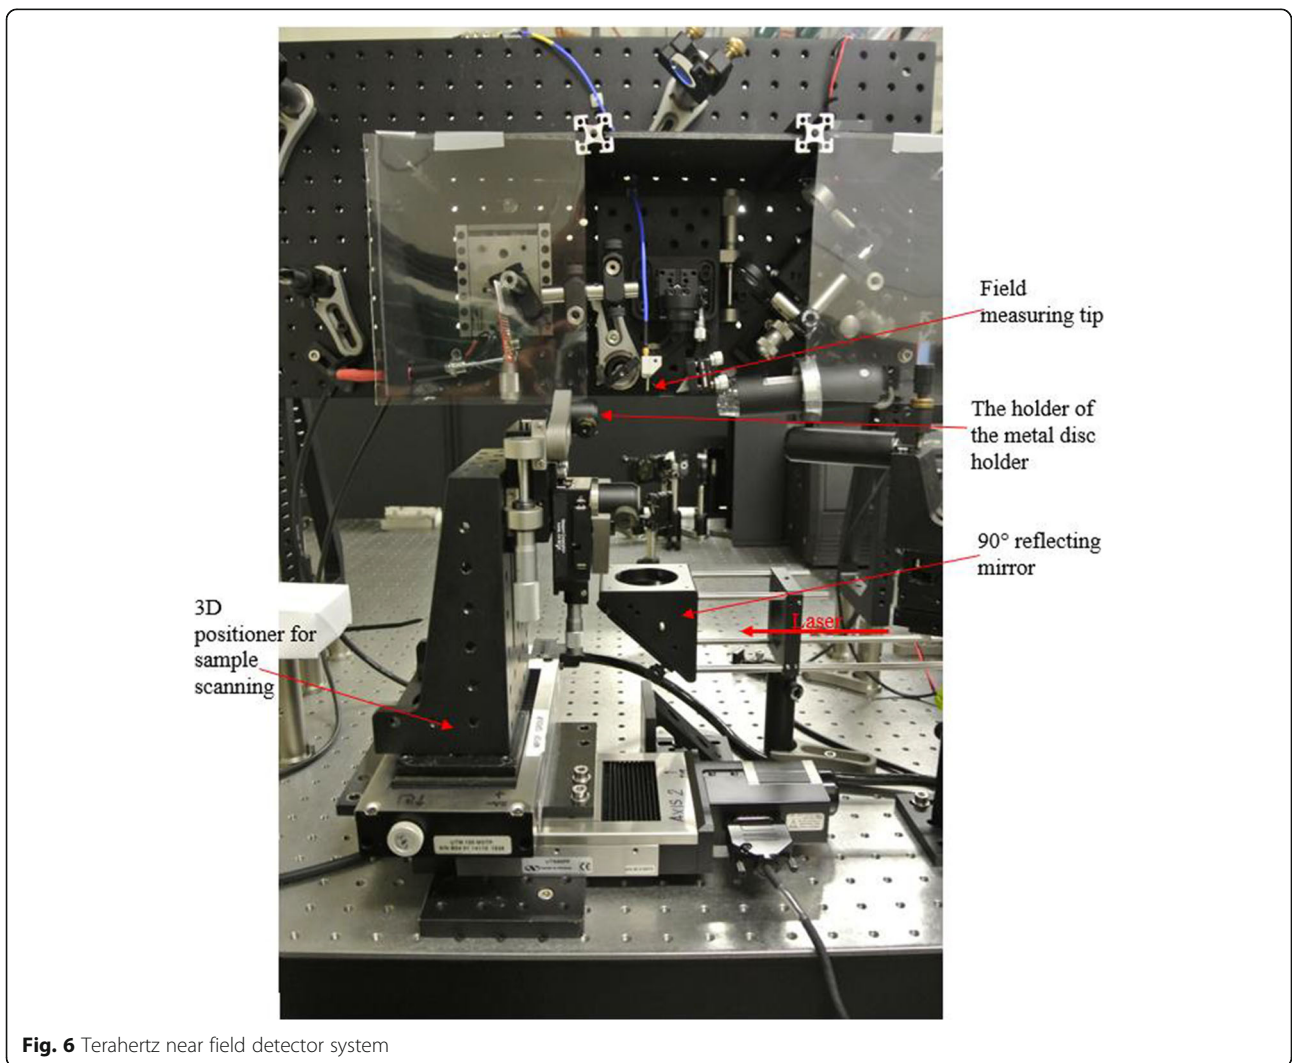 Field
measuring tip
The holder of
the metal disc
holder
90° reflecting
mirror
Laser
3D
positioner for
sample
scanning
Axis 2
Fig. 6 Terahertz near field detector system